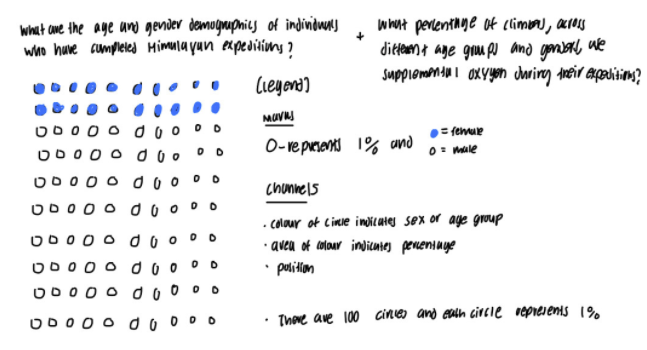 What are the age and gender demographics of individuals
who have completed Himalayan expeditions?
+
What percentage of climbers, across
different age groups and genders, use
supplemental oxygen during their expeditions?
(Legend)
Marks
O-represents 1% and
= female
o = male
Channels
· colour of circle indicates sex or age group
· area of colour indicates percentage
· position
· There are 100 circles and each circle represents 1%